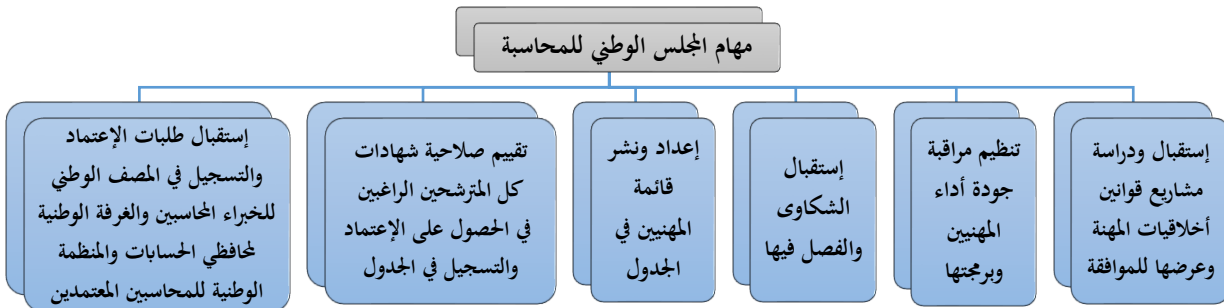 مهام المجلس الوطني للمحاسبة
إستقبال ودراسة
مشاريع قوانين
أخلاقيات المهنة
وعرضها للموافقة
تنظيم مراقبة
جودة أداء
المهنيين
وبرمجتها
إستقبال
الشكاوى
والفصل فيها
إعداد ونشر
قائمة
المهنيين في
الجدول
تقييم صلاحية شهادات
كل المترشحين الراغبين
في الحصول على الإعتماد
والتسجيل في الجدول
إستقبال طلبات الإعتماد
والتسجيل في المصف الوطني
للخبراء المحاسبين والغرفة الوطنية
لمحافظي الحسابات والمنظمة
الوطنية للمحاسبين المعتمدين